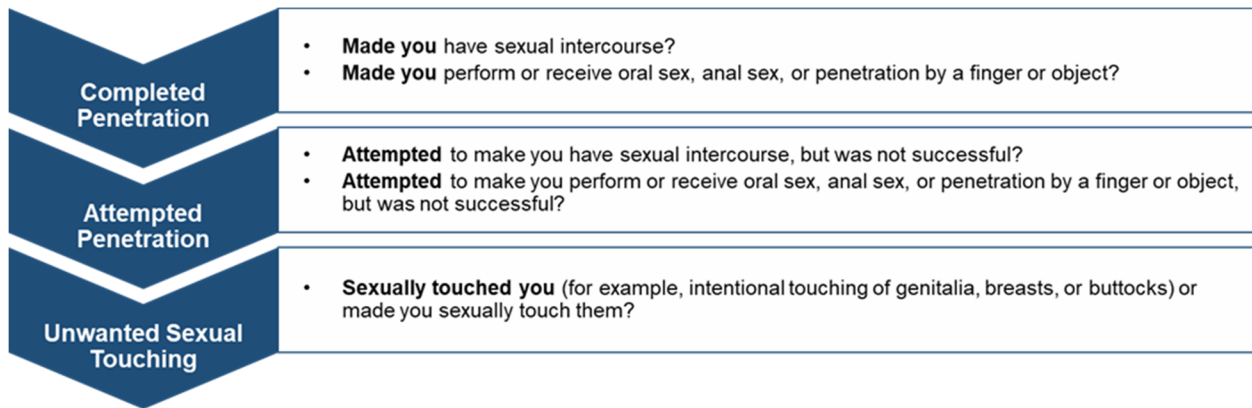 Completed
Penetration
• Made you have sexual intercourse?
• Made you perform or receive oral sex, anal sex, or penetration by a finger or object?
Attempted
Penetration
• Attempted to make you have sexual intercourse, but was not successful?
• Attempted to make you perform or receive oral sex, anal sex, or penetration by a finger or object,
but was not successful?
Unwanted Sexual
Touching
• Sexually touched you (for example, intentional touching of genitalia, breasts, or buttocks) or
made you sexually touch them?